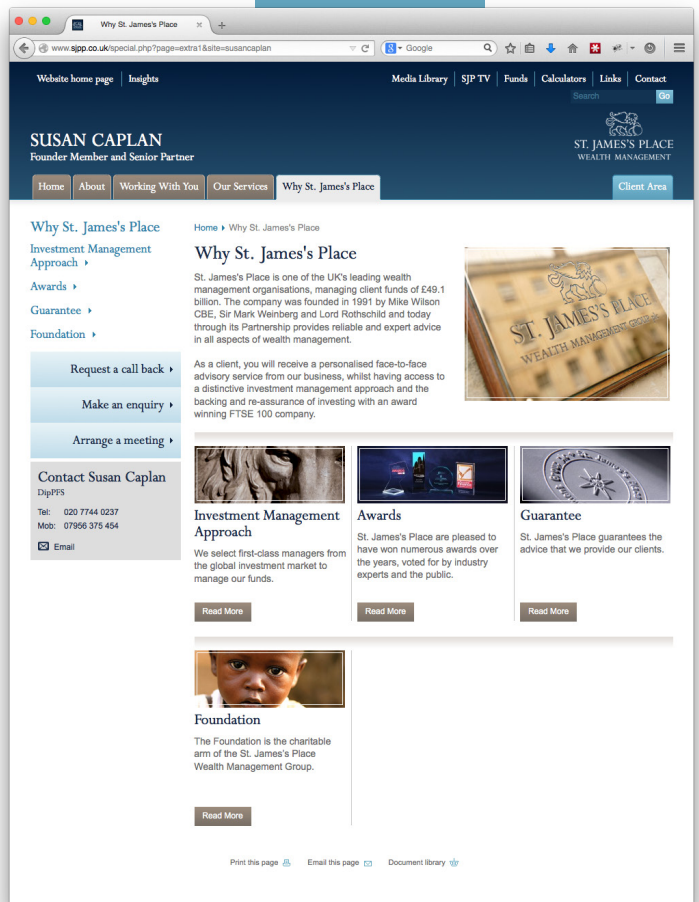 Why St. James's Place
www.sjpp.co.uk/special.php?page=extra1&site=susancaplan
Google
Website home page
Insights
Media Library
SJP TV
Funds
Calculators
Links
Contact
Search
Go
SUSAN CAPLAN
Founder Member and Senior Partner
ST. JAMES'S PLACE
WEALTH MANAGEMENT
Home
About
Working With You
Our Services
Why St. James's Place
Client Area
Why St. James's Place
Investment Management
Approach
Awards
Guarantee
Foundation
Request a call back
Make an enquiry
Arrange a meeting
Contact Susan Caplan
DipPFS
Tel: 020 7744 0237
Mob: 07956 375 454
Email
Home Why St. James's Place
Why St. James's Place
St. James's Place is one of the UK's leading wealth
management organisations, managing client funds of £49.1
billion. The company was founded in 1991 by Mike Wilson
CBE, Sir Mark Weinberg and Lord Rothschild and today
through its Partnership provides reliable and expert advice
in all aspects of wealth management.
As a client, you will receive a personalised face-to-face
advisory service from our business, whilst having access to
a distinctive investment management approach and the
backing and re-assurance of investing with an award
winning FTSE 100 company.
ST. JAMES'S PLACE
WEALTH MANAGEMENT GROUP
Investment Management
Approach
We select first-class managers from
the global investment market to
manage our funds.
Read More
Awards
St. James's Place are pleased to
have won numerous awards over
the years, voted for by industry
experts and the public.
Read More
Guarantee
St. James's Place guarantees the
advice that we provide our clients.
Read More
Foundation
The Foundation is the charitable
arm of the St. James's Place
Wealth Management Group.
Read More
Print this page
Email this page
Document library